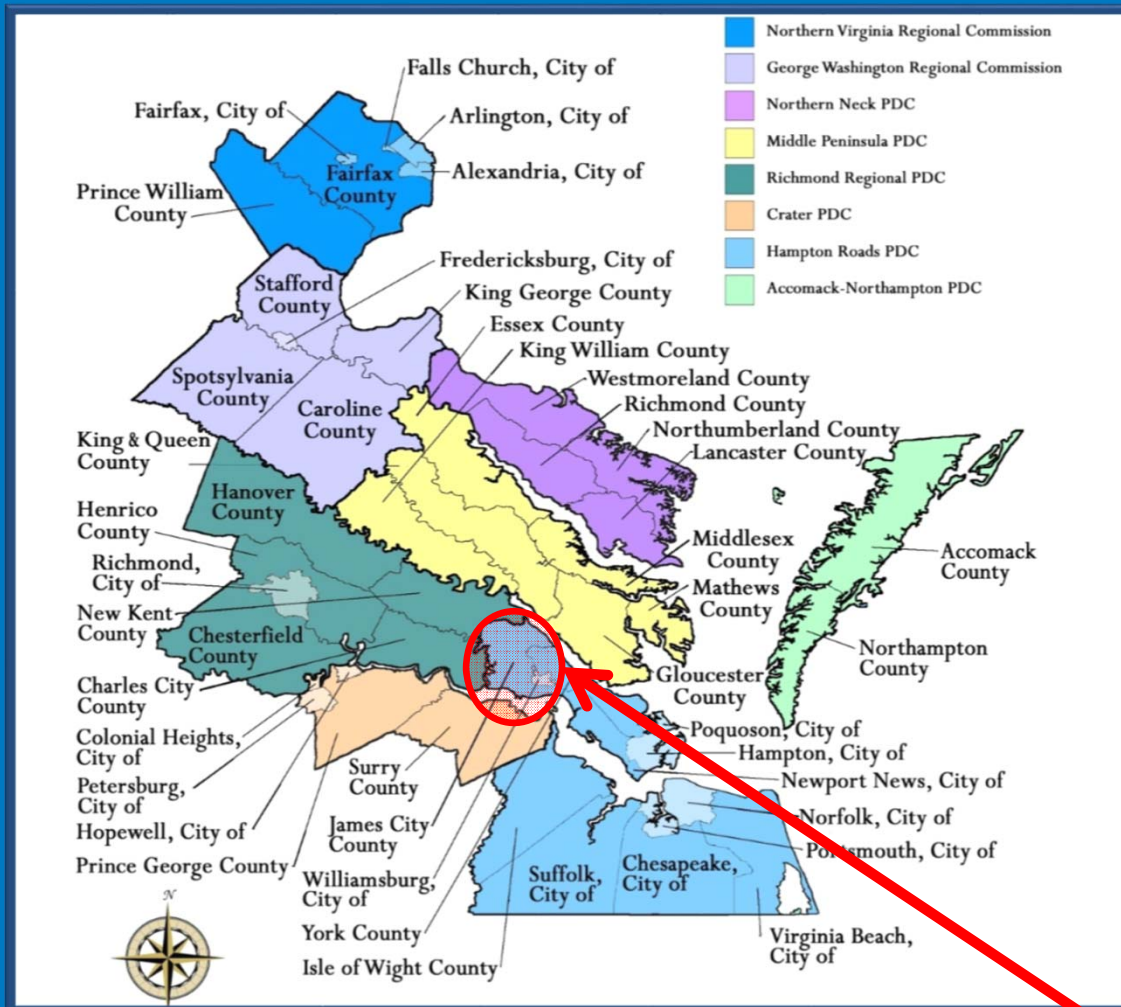 Northern Virginia Regional Commission
George Washington Regional Commission
Northern Neck PDC
Middle Peninsula PDC
Richmond Regional PDC
Crater PDC
Hampton Roads PDC
Accomack-Northampton PDC
Falls Church, City of
Fairfax, City of
Arlington, City of
Fairfax
County
Alexandria, City of
Prince William
County
Fredericksburg, City of
Stafford
County
King George County
Essex County
King William County
Spotsylvania
County
Westmoreland County
Caroline
County
Richmond County
Northumberland County
Lancaster County
King & Queen
County
Hanover
County
Henrico
County
Middlesex
County
Accomack
County
Richmond,
City of
Mathews
County
New Kent
County
Chesterfield
County
Northampton
County
Gloucester
County
Charles City
County
Poquoson, City of
Colonial Heights,
City of
Hampton, City of
Surry
County
Newport News, City of
Petersburg,
City of
Norfolk, City of
Hopewell, City of
James City
County
Portsmouth, City of
Prince George County
Suffolk,
City of
Chesapeake,
City of
Williamsburg,
City of
York County
Virginia Beach,
City of
Isle of Wight County
N